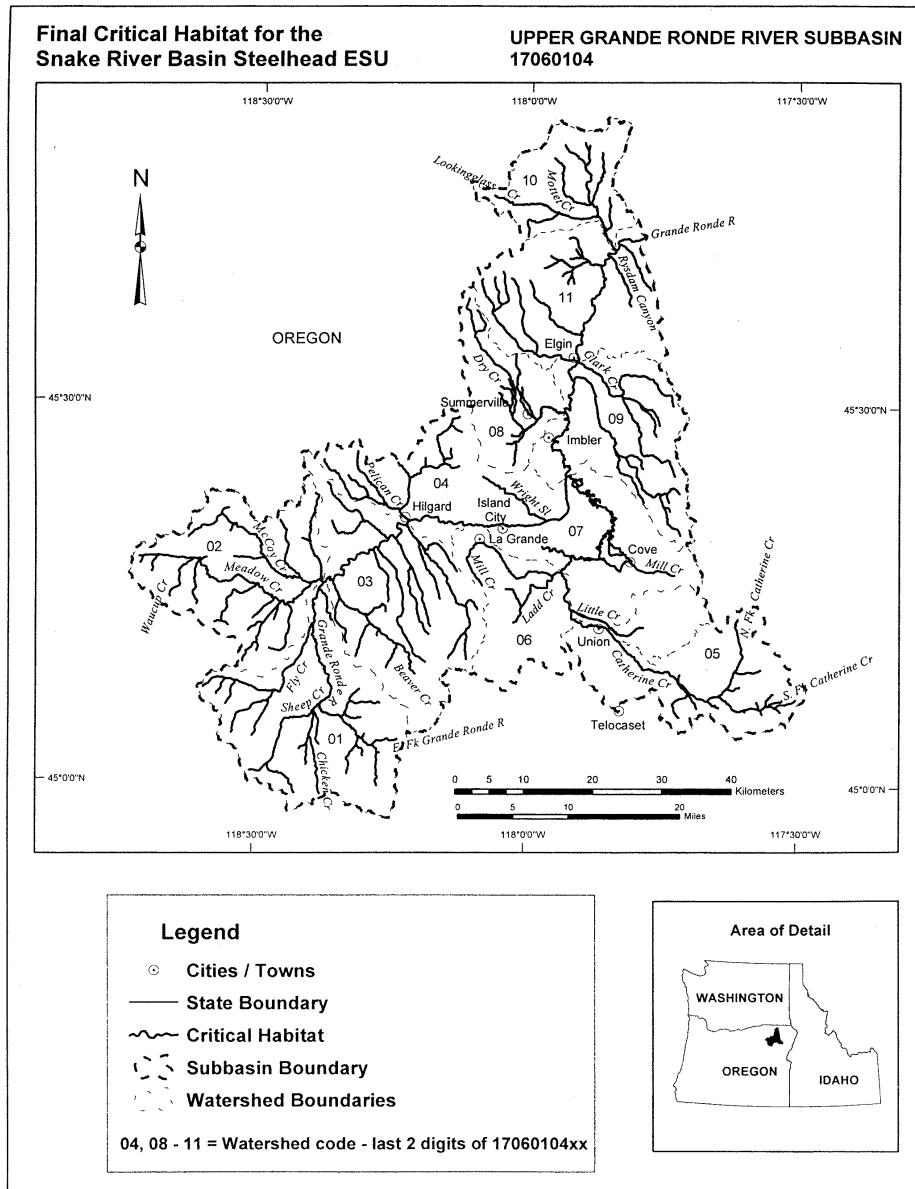 Final Critical Habitat for the
Snake River Basin Steelhead ESU
UPPER GRANDE RONDE RIVER SUBBASIN
17060104
118°30'0"W
118°0'0"W
117°30'0"W
N
Lookingglass Cr
10
Mottet Cr
Grande Ronde R
Rysdam Canyon
11
OREGON
Elgin
Clark Cr
Dry Cr
45°30'0"N
45°30'0"N
Summerville
08
Imbler
09
Pelican Cr
04
Hilgard
Wright Sl
Island
City
La Grande
07
Cove
Mill Cr
02
McCoy Cr
Meadow Cr
Waucup Cr
03
Mill Cr
Ladd Cr
Little Cr
N. Fk Catherine Cr
06
Union
05
Catherine Cr
S. Fk Catherine Cr
Grande Ronde R
Fly Cr
Beaver Cr
Sheep Cr
Telocaset
01
E. Fk Grande Ronde R
Chicken Cr
45°0'0"N
45°0'0"N
0 5 10 20 30 40
Kilometers
0 5 10 20
Miles
118°30'0"W
118°0'0"W
117°30'0"W
Legend
Cities / Towns
State Boundary
Critical Habitat
Subbasin Boundary
Watershed Boundaries
04, 08 - 11 = Watershed code - last 2 digits of 17060104xx
Area of Detail
WASHINGTON
OREGON
IDAHO